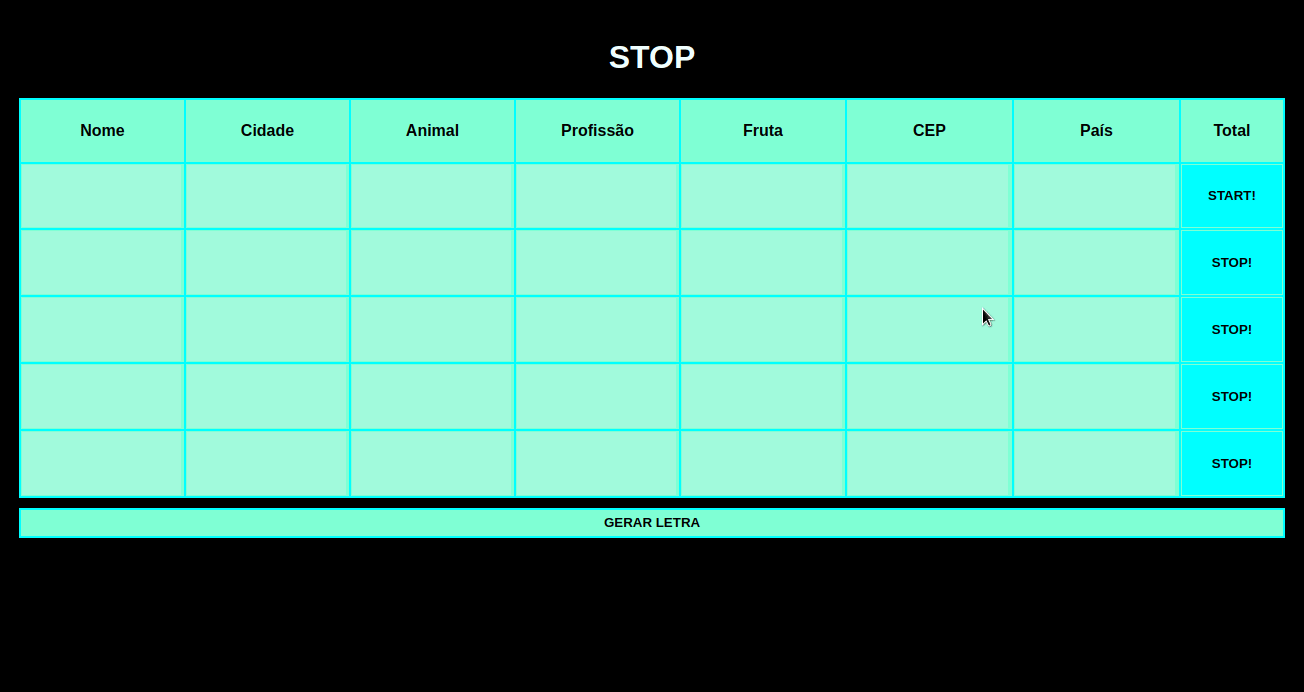 STOP
Nome Cidade Animal Profissão Fruta CEP País Total
START!
STOP!
STOP!
STOP!
STOP!
GERAR LETRA